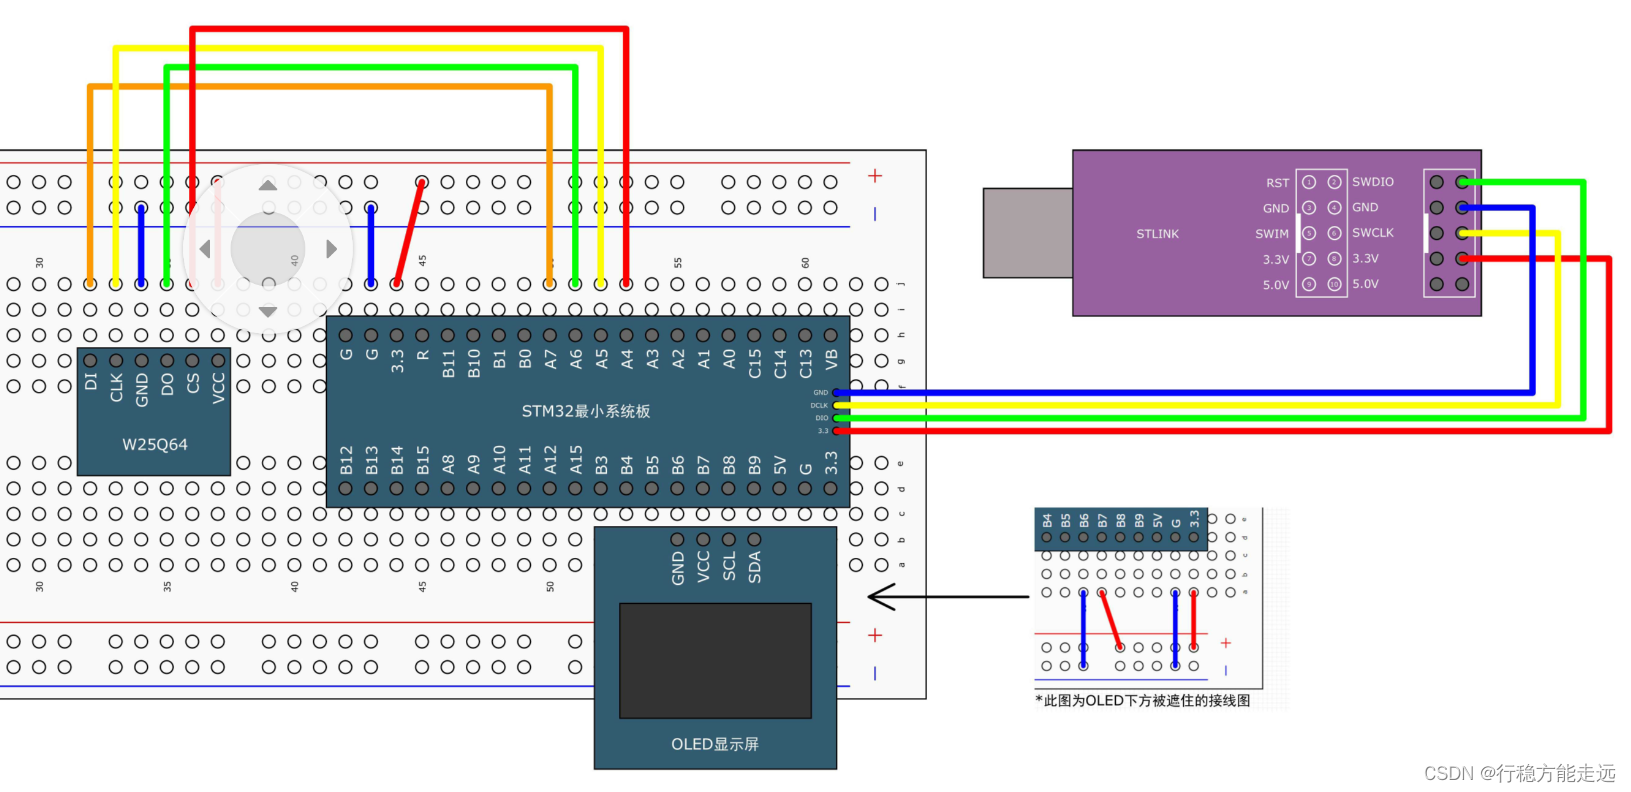 +
−
30
40
45
55
60
j
i
h
g
f
DI
CLK
GND
DO
CS
VCC
W25Q64
G
G
3.3
R
B11
B10
B1
B0
A7
A6
A5
A4
A3
A2
A1
A0
C15
C14
C13
VB
GND
DCLK
DIO
3.3
STM32最小系统板
B12
B13
B14
B15
A8
A9
A10
A11
A12
A15
B3
B4
B5
B6
B7
B8
B9
5V
G
3.3
e
d
c
b
a
30
35
40
45
50
GND
VCC
SCL
SDA
OLED显示屏
+
−
STLINK
RST 1 2 SWDIO
GND 3 4 GND
SWIM 5 6 SWCLK
3.3V 7 8 3.3V
5.0V 9 10 5.0V
B4
B5
B6
B7
B8
B9
5V
G
3.3
e
d
c
b
a
+
−
*此图为OLED下方被遮住的接线图
CSDN @行稳方能走远